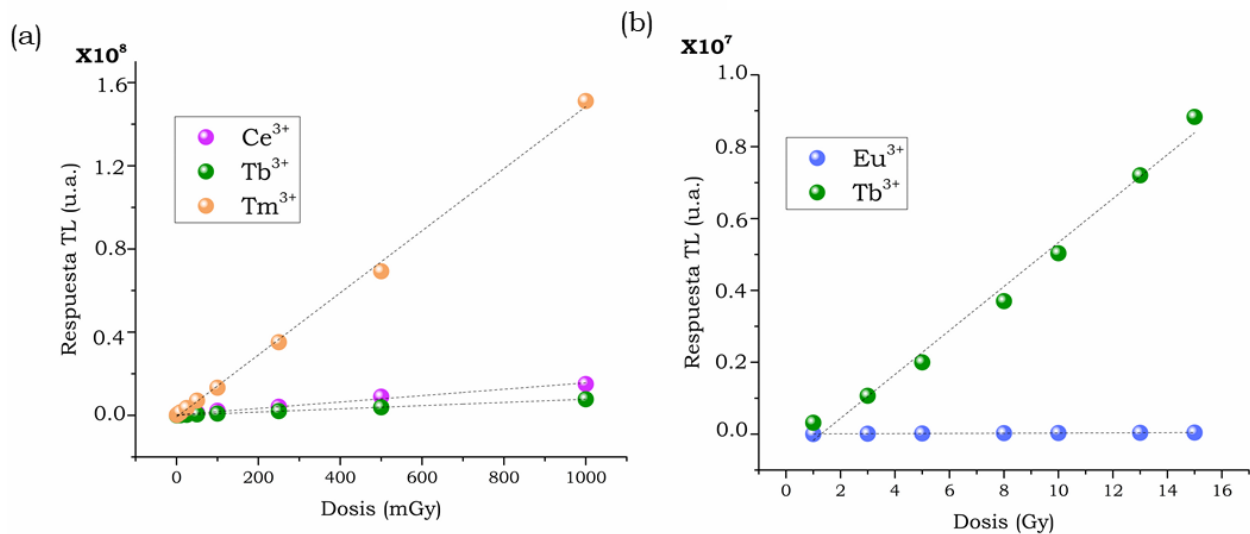 (a)
X10⁸
Respuesta TL (u.a.)
1.6
1.2
0.8
0.4
0.0
Ce³⁺
Tb³⁺
Tm³⁺
0 200 400 600 800 1000
Dosis (mGy)
(b)
X10⁷
Respuesta TL (u.a.)
1.0
0.8
0.6
0.4
0.2
0.0
Eu³⁺
Tb³⁺
0 2 4 6 8 10 12 14 16
Dosis (Gy)